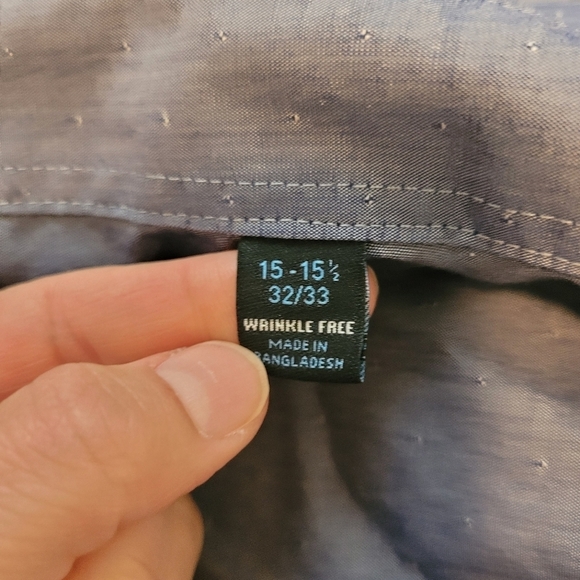 15 - 15½
32/33
WRINKLE FREE
MADE IN
BANGLADESH